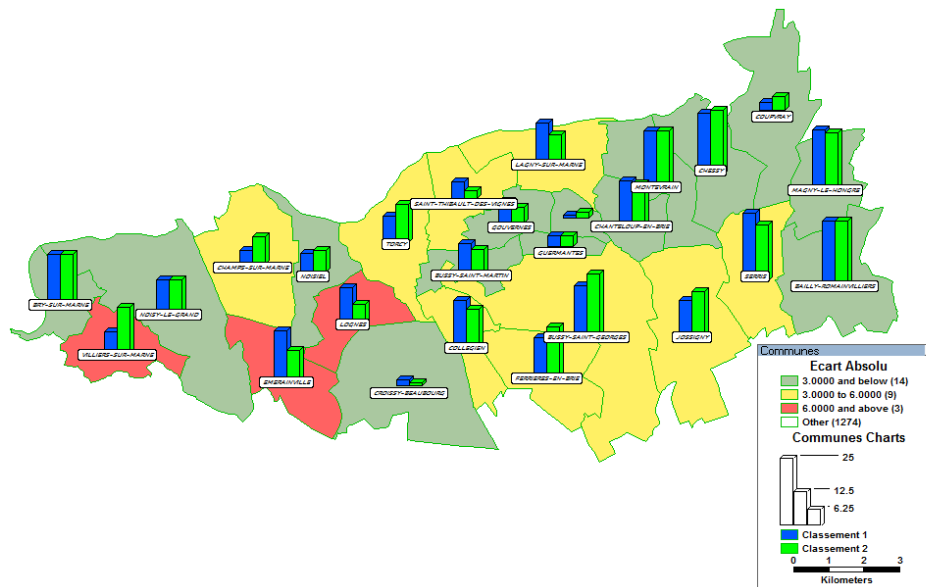 COUPVRAY
LAGNY-SUR-MARNE
CHESSY
MONTEVRAIN
MAGNY-LE-HONGRE
SAINT-THIBAULT-DES-VIGNES
GOUVERNES
CHANTELOUP-EN-BRIE
TORCY
GUERMANTES
CHAMPS-SUR-MARNE
NOISIEL
BUSSY-SAINT-MARTIN
SERRIS
BAILLY-ROMAINVILLIERS
BRY-SUR-MARNE
NOISY-LE-GRAND
LOGNES
BUSSY-SAINT-GEORGES
JOSSIGNY
COLLEGIEN
VILLIERS-SUR-MARNE
FERRIERES-EN-BRIE
EMERAINVILLE
CROISSY-BEAUBOURG
Communes
Ecart Absolu
3.0000 and below (14)
3.0000 to 6.0000 (9)
6.0000 and above (3)
Other (1274)
Communes Charts
25
12.5
6.25
Classement 1
Classement 2
0 1 2 3
Kilometers